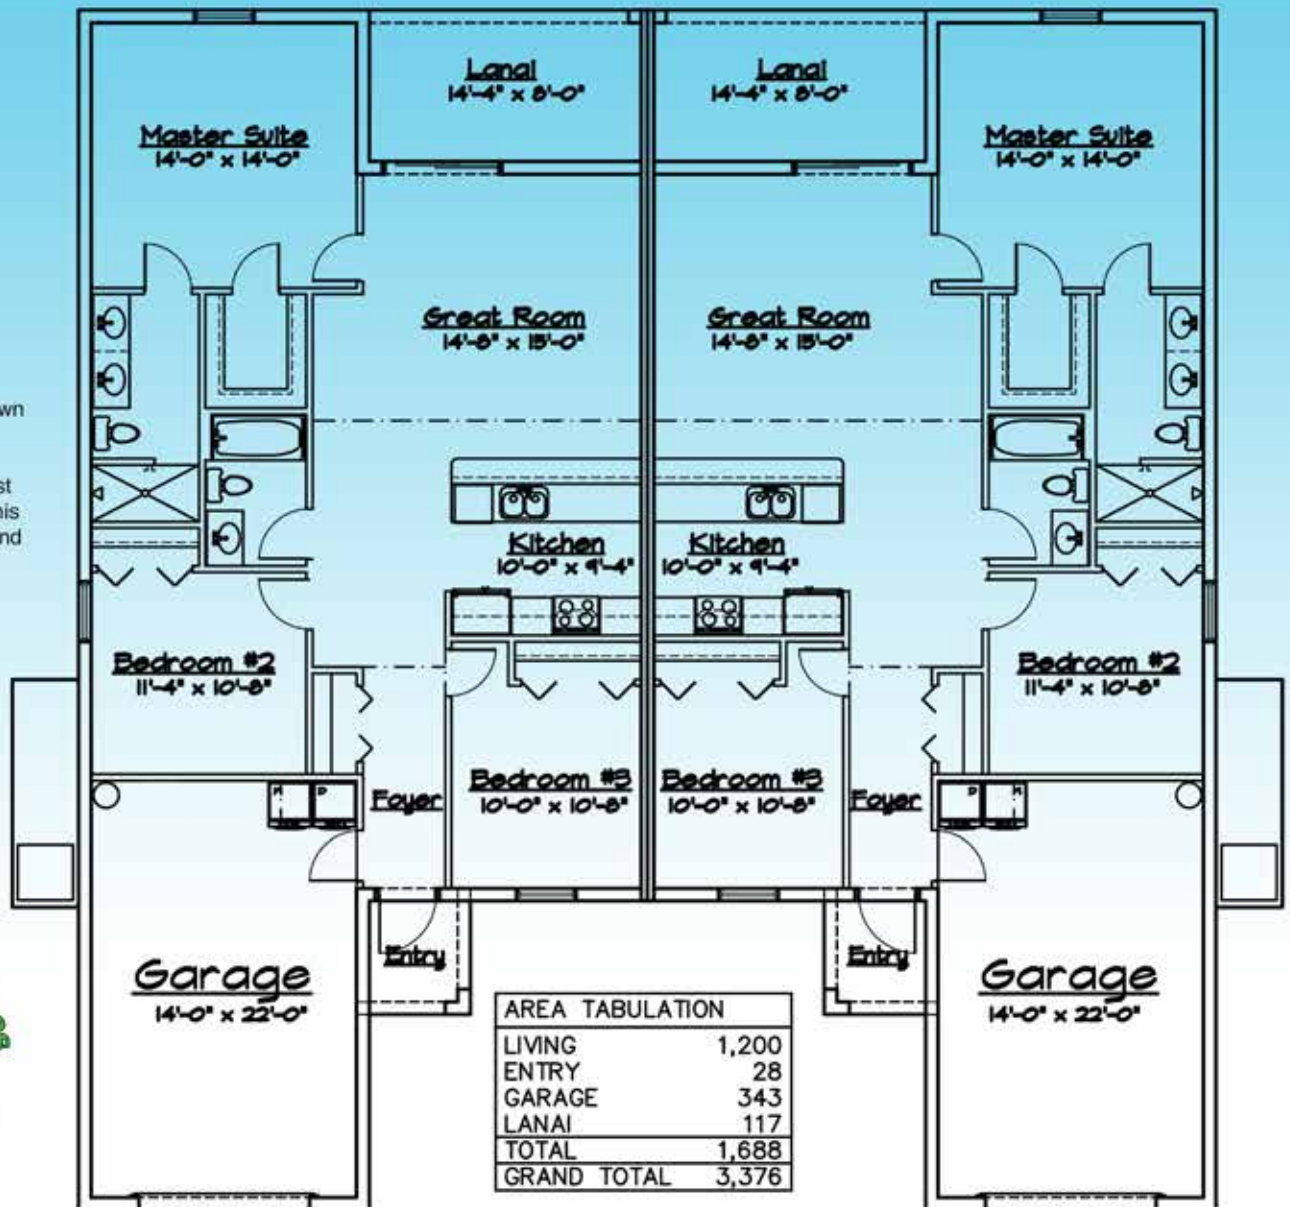 Lanai
14'-4" x 8'-0"
Lanai
14'-4" x 8'-0"
Master Suite
14'-0" x 14'-0"
Master Suite
14'-0" x 14'-0"
Great Room
14'-8" x 15'-0"
Great Room
14'-8" x 15'-0"
wn
st
his
nd
Kitchen
10'-0" x 9'-4"
Kitchen
10'-0" x 9'-4"
Bedroom #2
11'-4" x 10'-8"
Bedroom #2
11'-4" x 10'-8"
Bedroom #3
10'-0" x 10'-8"
Bedroom #3
10'-0" x 10'-8"
Foyer
Foyer
D
Entry
Entry
Garage
14'-0" x 22'-0"
Garage
14'-0" x 22'-0"
AREA TABULATION
LIVING 1,200
ENTRY 28
GARAGE 343
LANAI 117
TOTAL 1,688
GRAND TOTAL 3,376